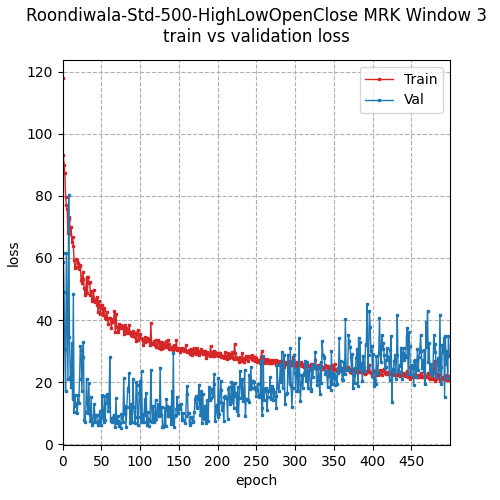 Roondiwala-Std-500-HighLowOpenClose MRK Window 3
train vs validation loss
120
100
80
60
40
20
0
loss
Train
Val
0 50 100 150 200 250 300 350 400 450
epoch